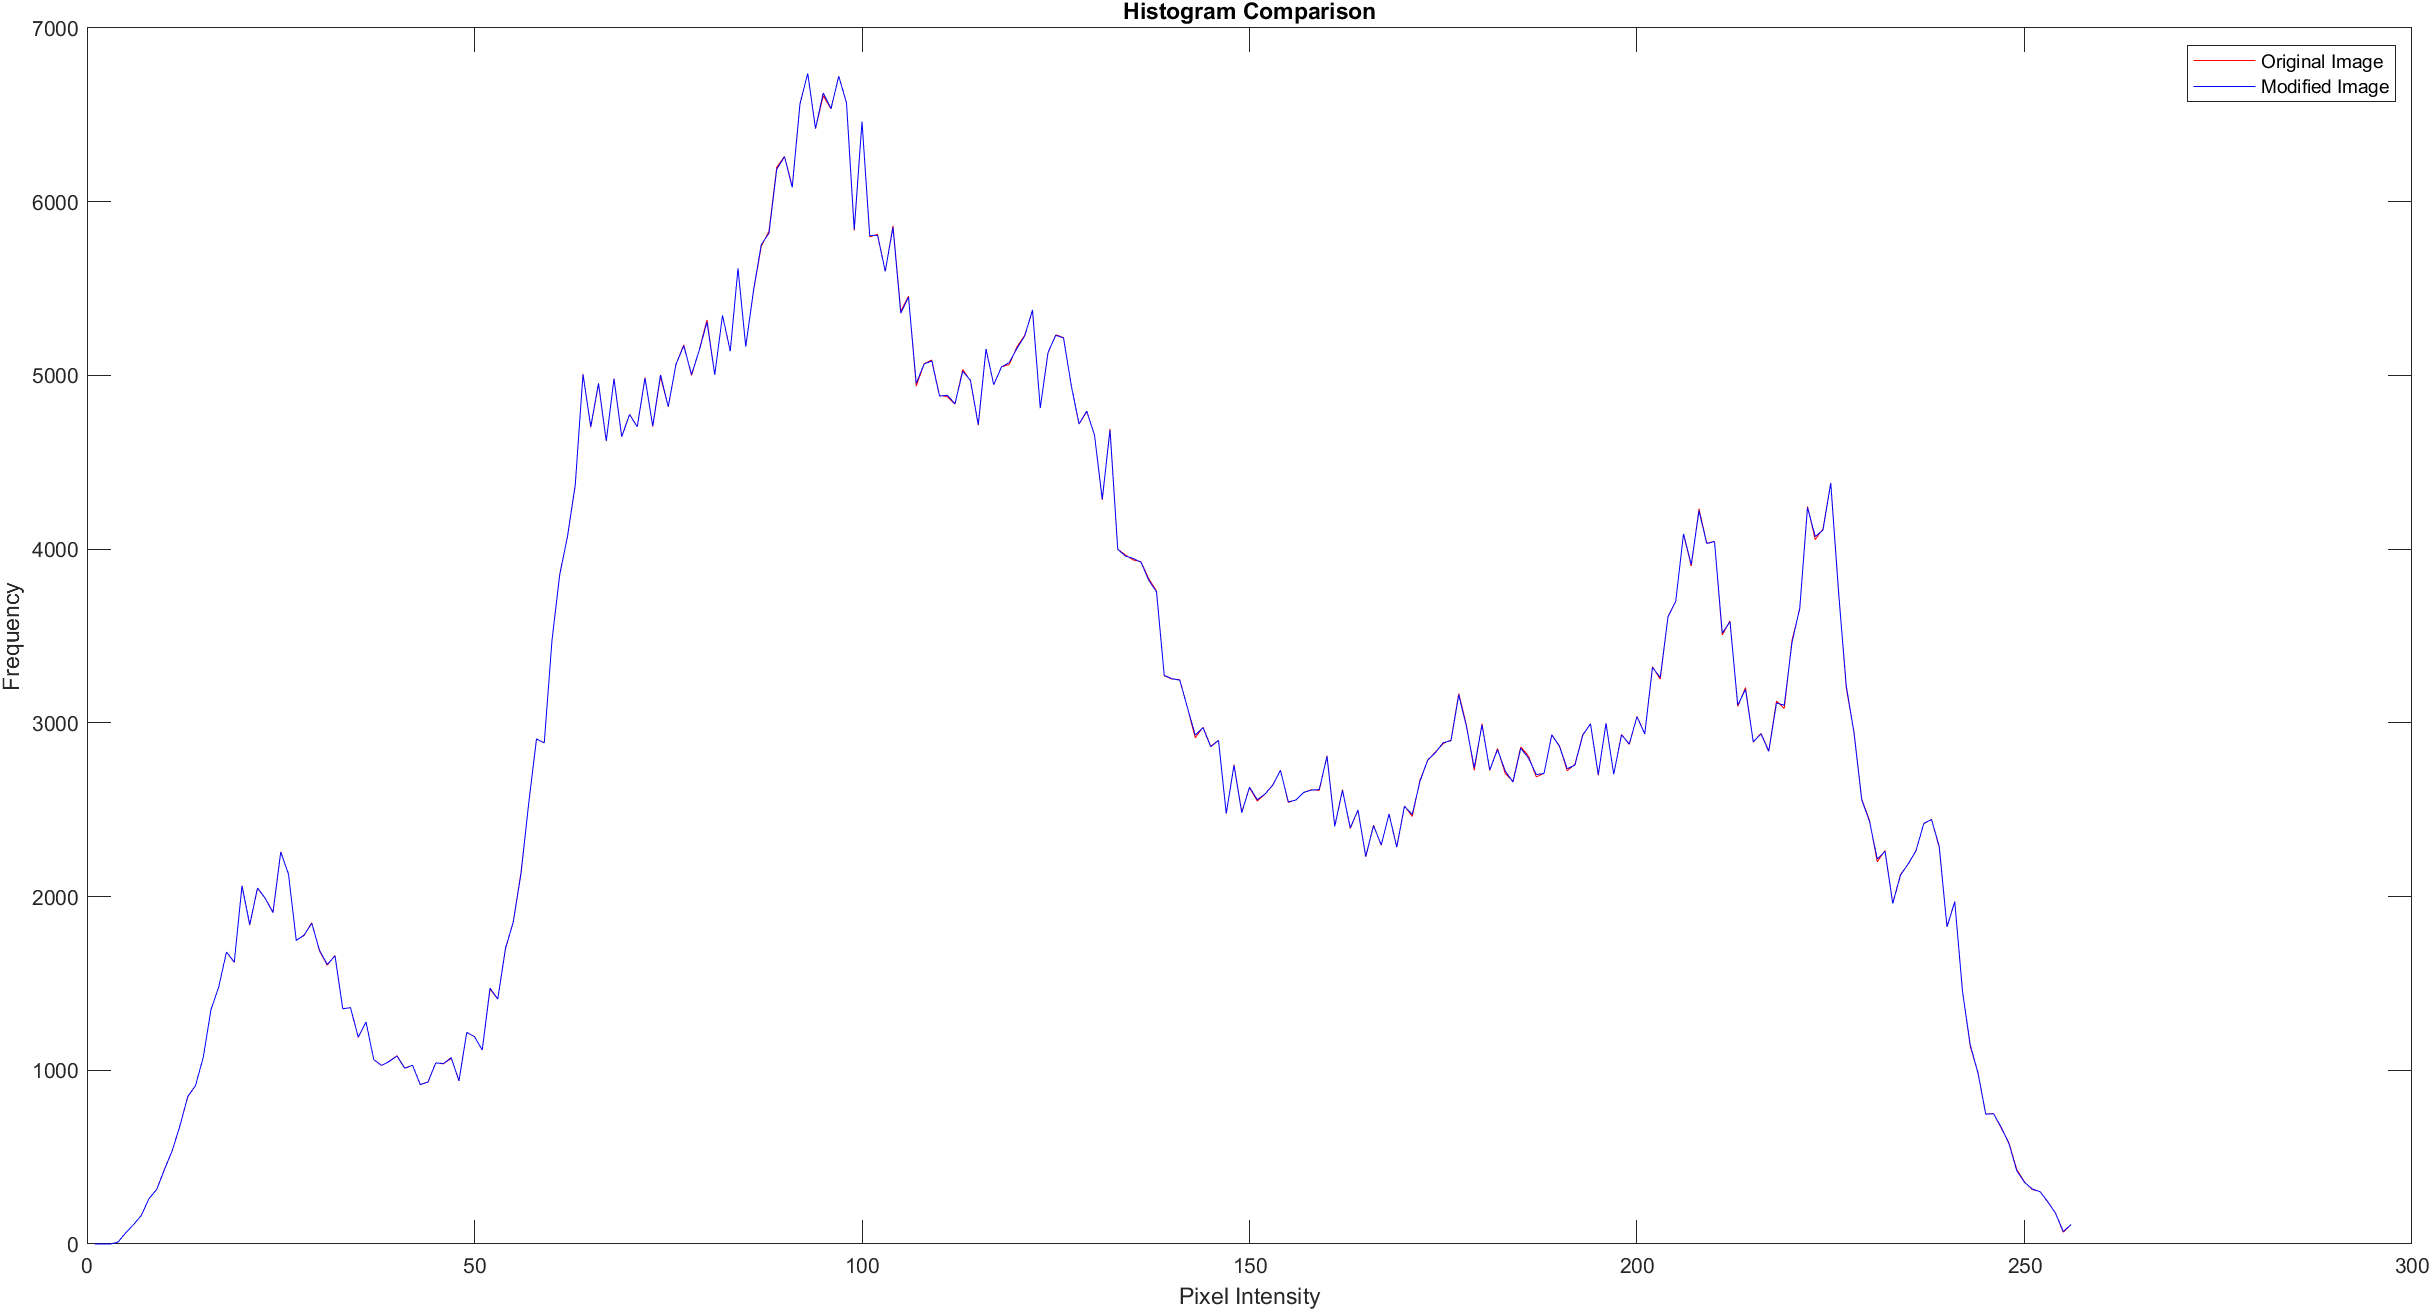 Histogram Comparison
7000
6000
5000
4000
3000
2000
1000
0
Frequency
Original Image
Modified Image
0 50 100 150 200 250 300
Pixel Intensity